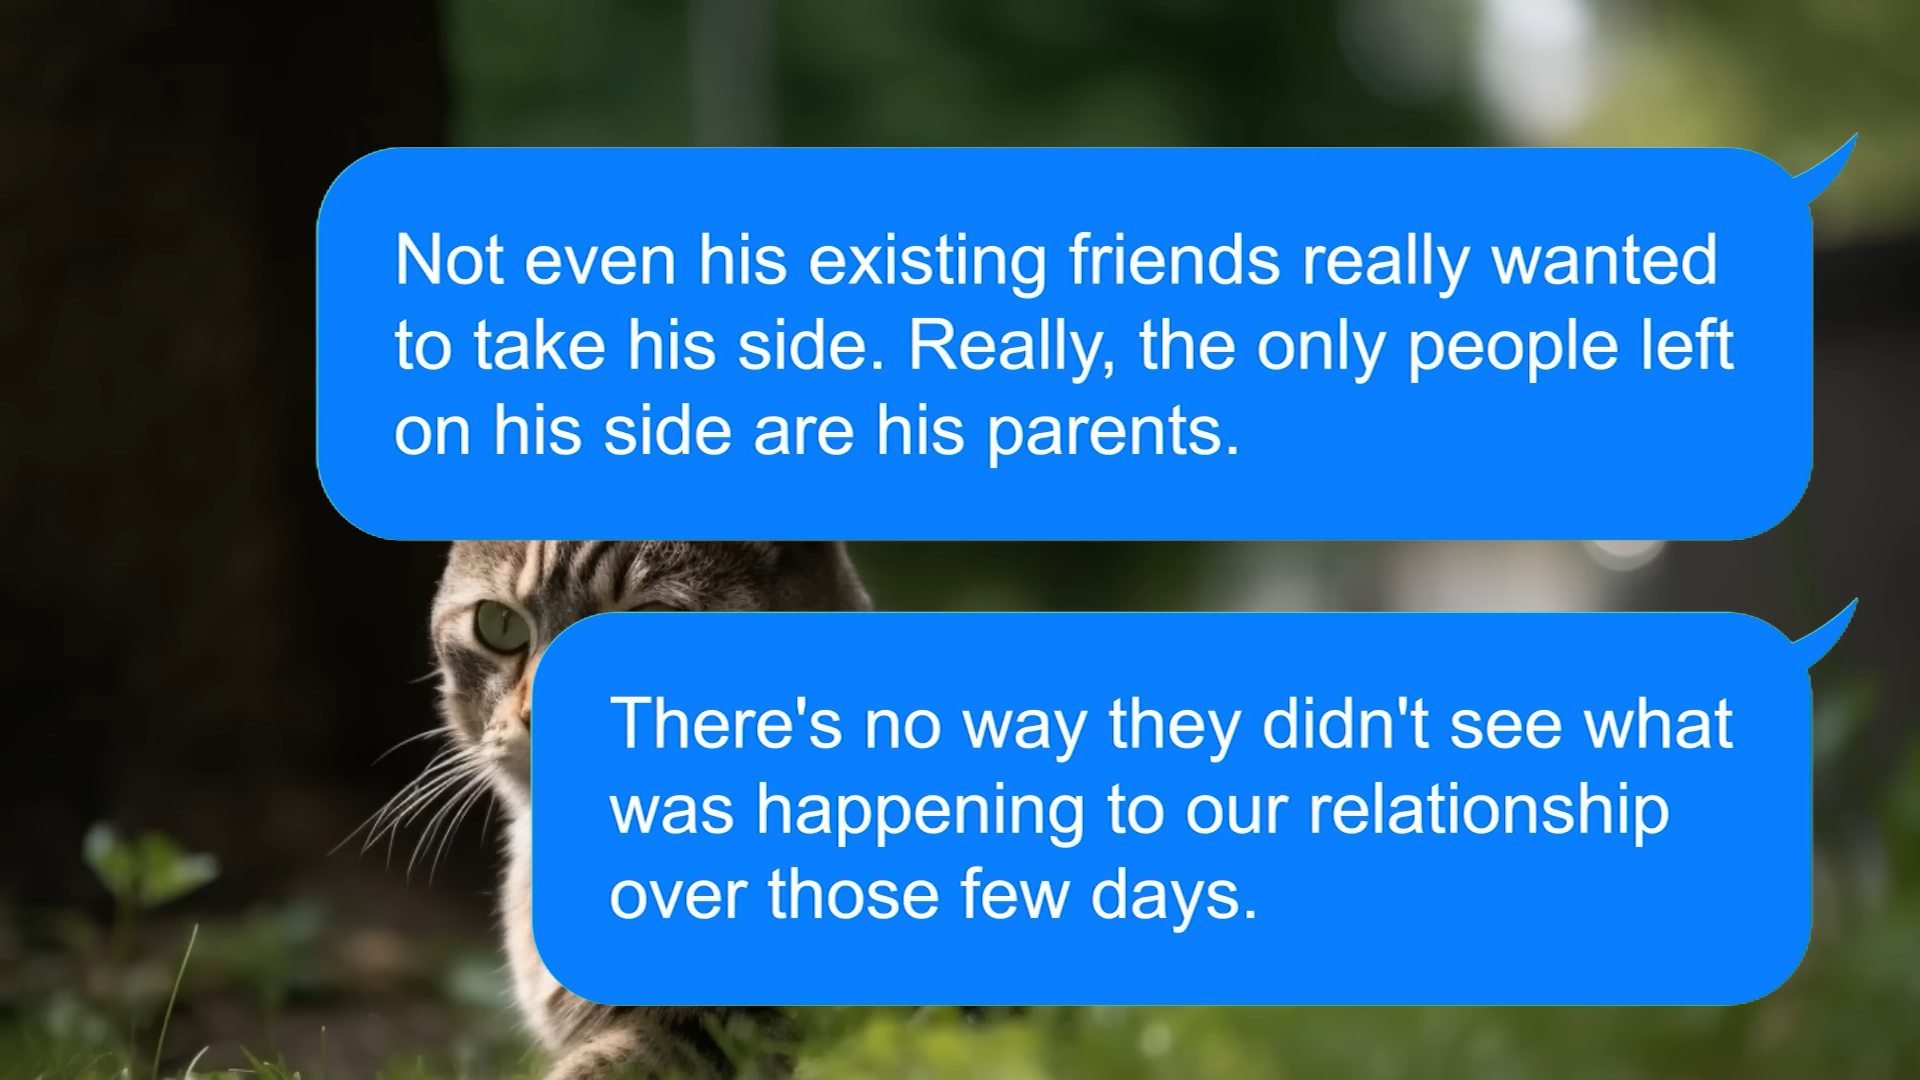 Not even his existing friends really wanted
to take his side. Really, the only people left
on his side are his parents.
There's no way they didn't see what
was happening to our relationship
over those few days.